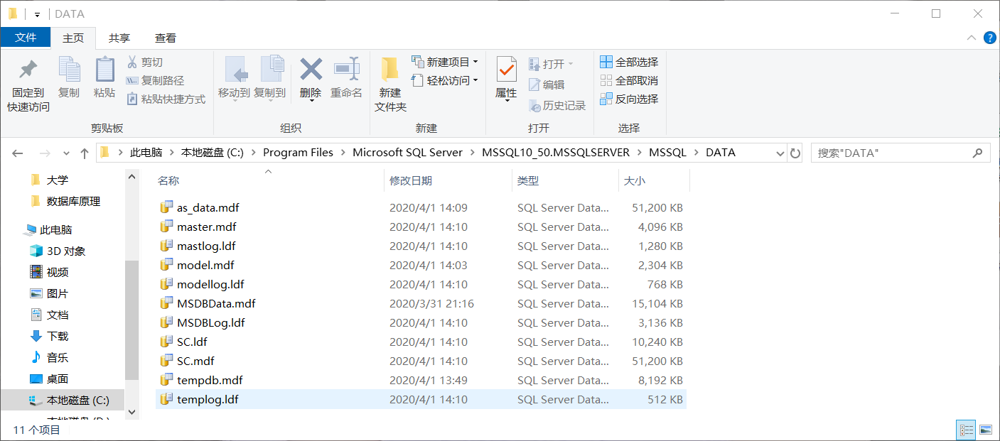 DATA
文件 主页 共享 查看
固定到
快速访问
复制
粘贴
剪切
复制路径
粘贴快捷方式
剪贴板
移动到
复制到
删除
重命名
组织
新建
文件夹
新建项目
轻松访问
新建
属性
打开
编辑
历史记录
打开
全部选择
全部取消
反向选择
选择
此电脑 本地磁盘 (C:) Program Files Microsoft SQL Server MSSQL10_50.MSSQLSERVER MSSQL DATA
搜索"DATA"
大学
数据库原理
此电脑
3D 对象
视频
图片
文档
下载
音乐
桌面
本地磁盘 (C:)
名称 修改日期 类型 大小
as_data.mdf 2020/4/1 14:09 SQL Server Data... 51,200 KB
master.mdf 2020/4/1 14:10 SQL Server Data... 4,096 KB
mastlog.ldf 2020/4/1 14:10 SQL Server Data... 1,280 KB
model.mdf 2020/4/1 14:03 SQL Server Data... 2,304 KB
modellog.ldf 2020/4/1 14:10 SQL Server Data... 768 KB
MSDBData.mdf 2020/3/31 21:16 SQL Server Data... 15,104 KB
MSDBLog.ldf 2020/4/1 14:10 SQL Server Data... 3,136 KB
SC.ldf 2020/4/1 14:10 SQL Server Data... 10,240 KB
SC.mdf 2020/4/1 14:10 SQL Server Data... 51,200 KB
tempdb.mdf 2020/4/1 13:49 SQL Server Data... 8,192 KB
templog.ldf 2020/4/1 14:10 SQL Server Data... 512 KB
11 个项目